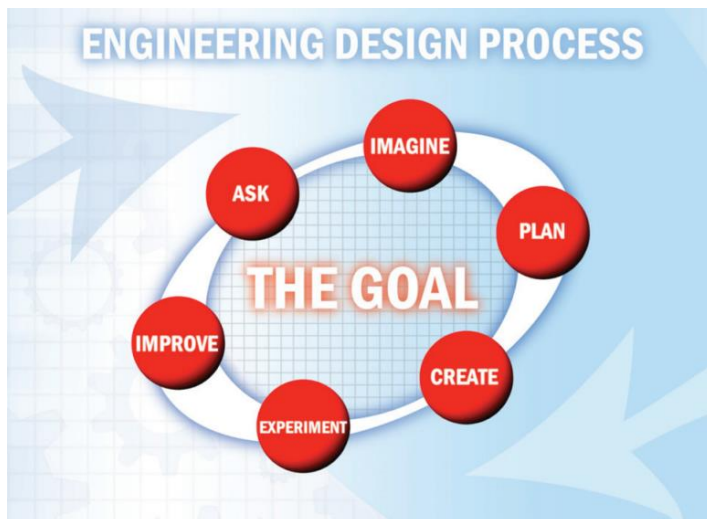 ENGINEERING DESIGN PROCESS
IMAGINE
ASK
PLAN
THE GOAL
IMPROVE
CREATE
EXPERIMENT